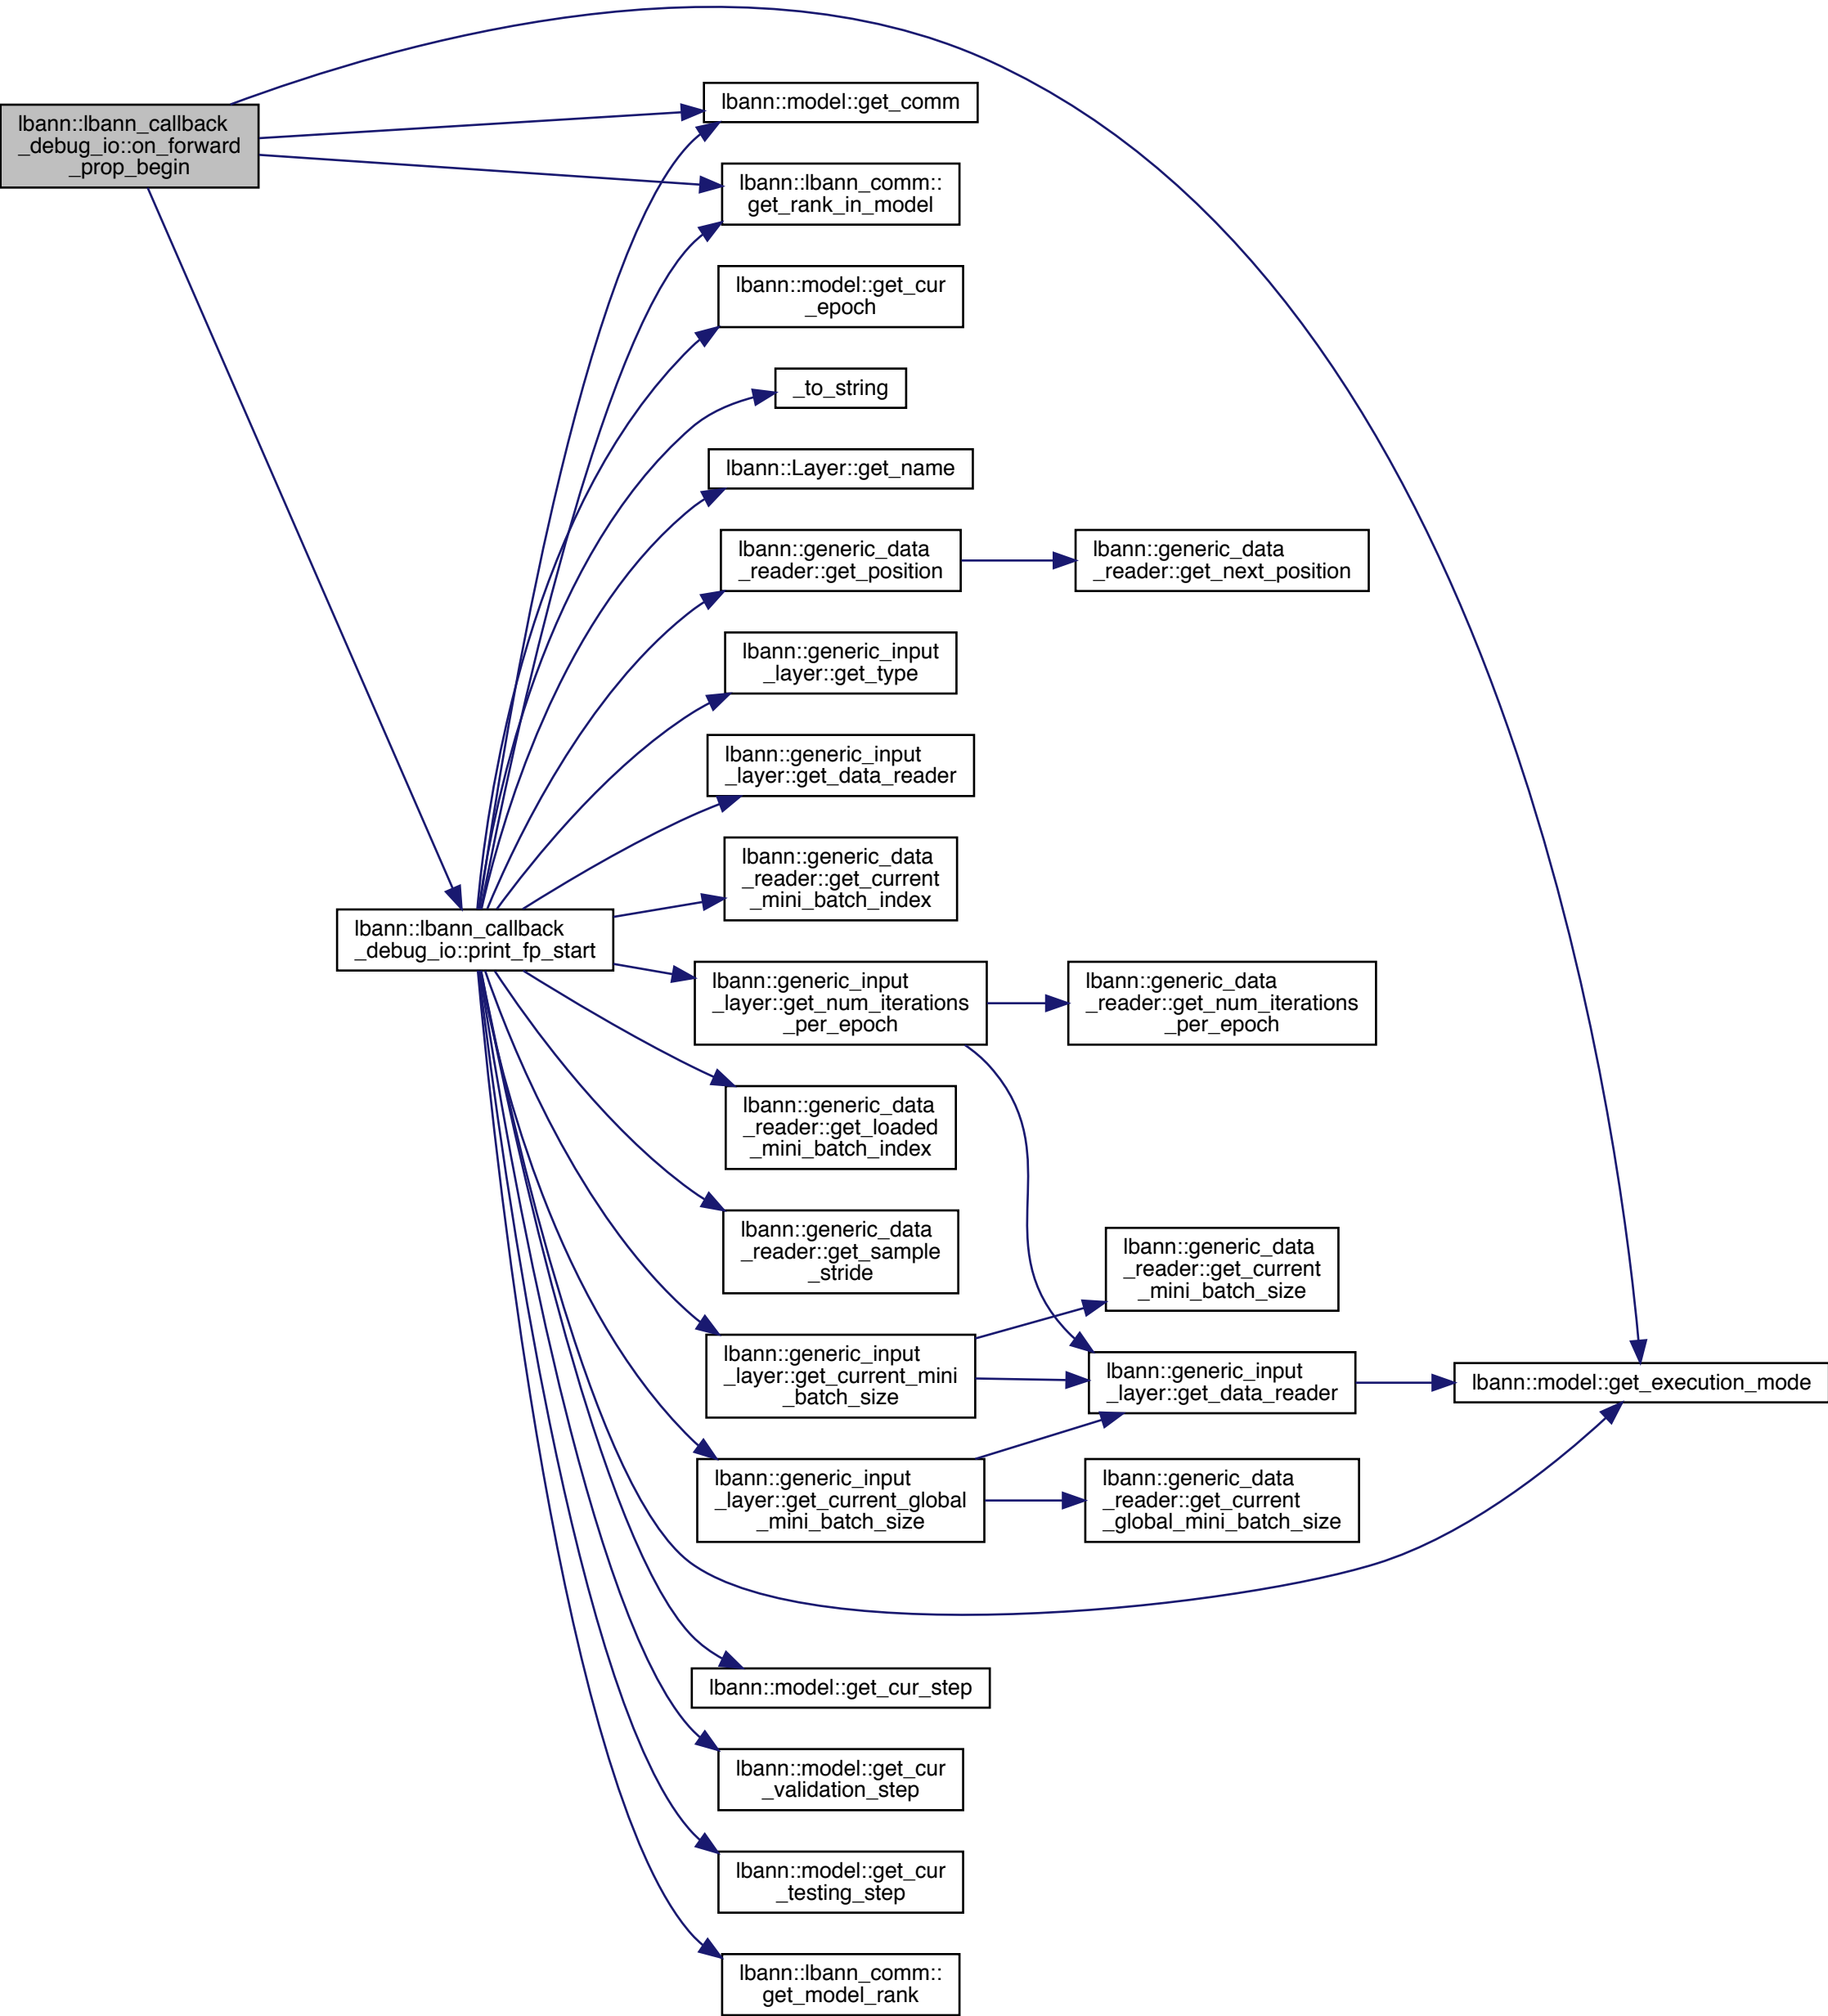 lbann::lbann_callback
_debug_io::on_forward
_prop_begin
lbann::model::get_comm
lbann::lbann_comm::
get_rank_in_model
lbann::model::get_cur
_epoch
_to_string
lbann::Layer::get_name
lbann::generic_data
_reader::get_position
lbann::generic_data
_reader::get_next_position
lbann::generic_input
_layer::get_type
lbann::generic_input
_layer::get_data_reader
lbann::generic_data
_reader::get_current
_mini_batch_index
lbann::lbann_callback
_debug_io::print_fp_start
lbann::generic_input
_layer::get_num_iterations
_per_epoch
lbann::generic_data
_reader::get_num_iterations
_per_epoch
lbann::generic_data
_reader::get_loaded
_mini_batch_index
lbann::generic_data
_reader::get_sample
_stride
lbann::generic_data
_reader::get_current
_mini_batch_size
lbann::generic_input
_layer::get_current_mini
_batch_size
lbann::generic_input
_layer::get_data_reader
lbann::model::get_execution_mode
lbann::generic_input
_layer::get_current_global
_mini_batch_size
lbann::generic_data
_reader::get_current
_global_mini_batch_size
lbann::model::get_cur_step
lbann::model::get_cur
_validation_step
lbann::model::get_cur
_testing_step
lbann::lbann_comm::
get_model_rank